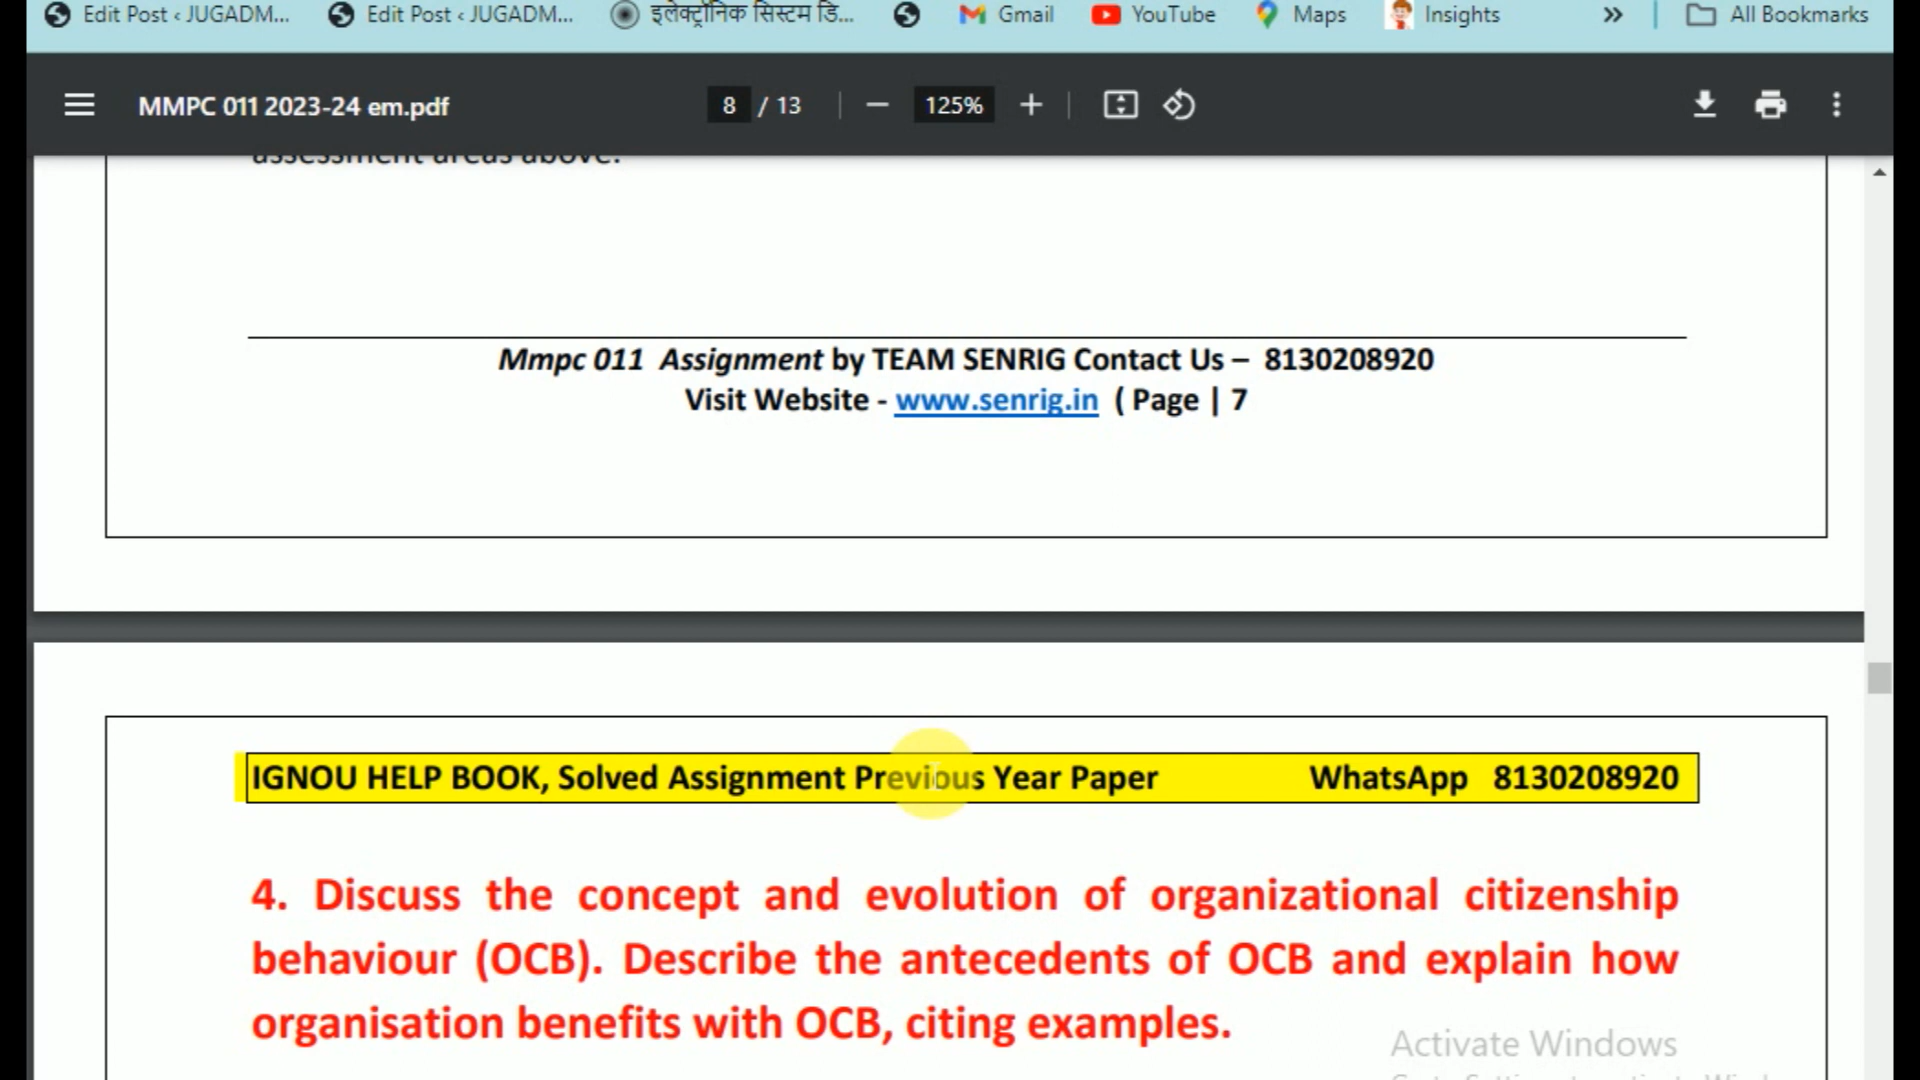 Edit Post ‹ JUGADM...
Edit Post ‹ JUGADM...
इलेक्ट्रॉनिक सिस्टम डि...
Gmail
YouTube
Maps
Insights
All Bookmarks
MMPC 011 2023-24 em.pdf
8 / 13
125%
assessment areas above.
Mmpc 011 Assignment by TEAM SENRIG Contact Us – 8130208920
Visit Website - www.senrig.in ( Page | 7
IGNOU HELP BOOK, Solved Assignment Previous Year Paper WhatsApp 8130208920
4. Discuss the concept and evolution of organizational citizenship
behaviour (OCB). Describe the antecedents of OCB and explain how
organisation benefits with OCB, citing examples.
Activate Windows